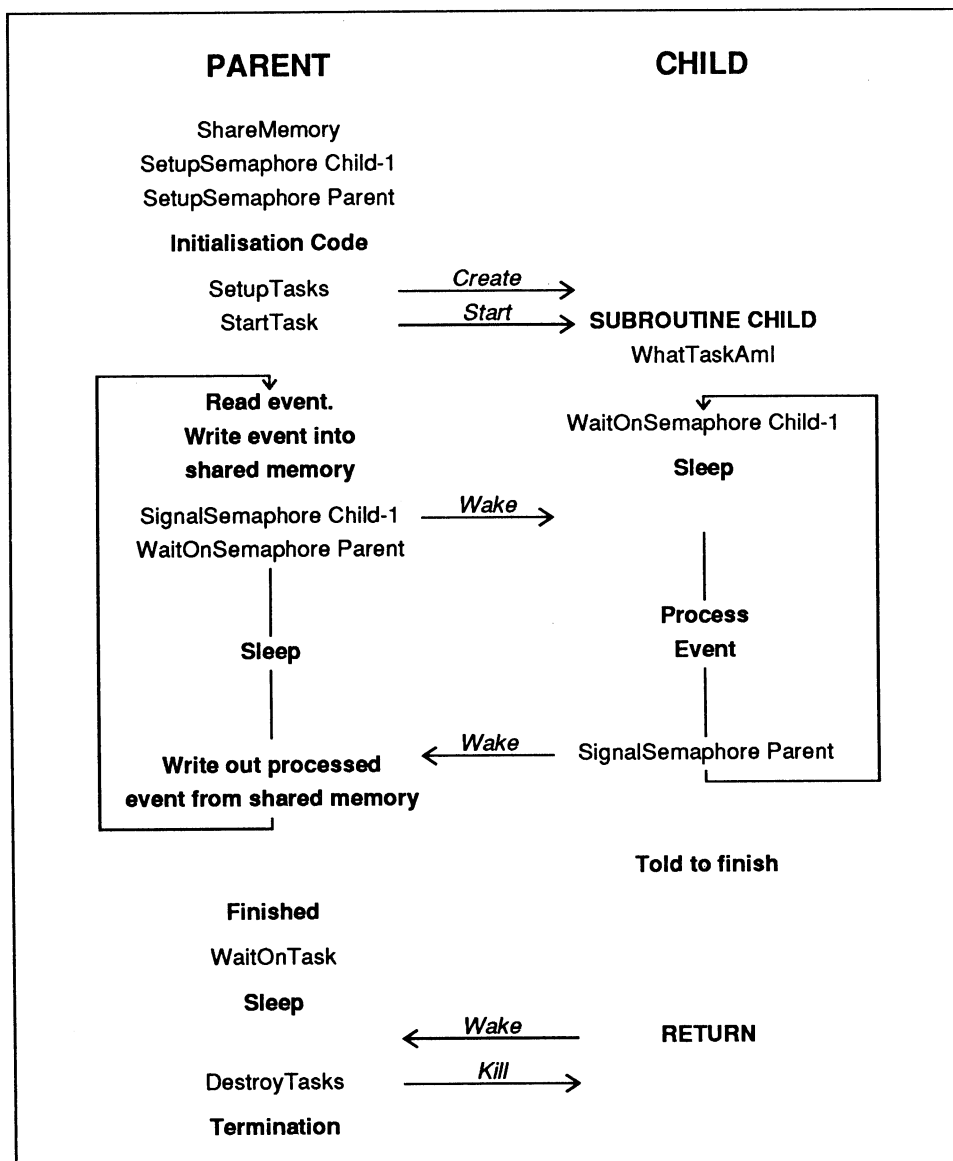 PARENT
CHILD
ShareMemory
SetupSemaphore Child-1
SetupSemaphore Parent
Initialisation Code
SetupTasks
Create
StartTask
Start
SUBROUTINE CHILD
WhatTaskAmI
Read event.
Write event into
shared memory
WaitOnSemaphore Child-1
Sleep
SignalSemaphore Child-1
Wake
WaitOnSemaphore Parent
Process
Event
Sleep
Wake
SignalSemaphore Parent
Write out processed
event from shared memory
Told to finish
Finished
WaitOnTask
Sleep
Wake
RETURN
DestroyTasks
Kill
Termination